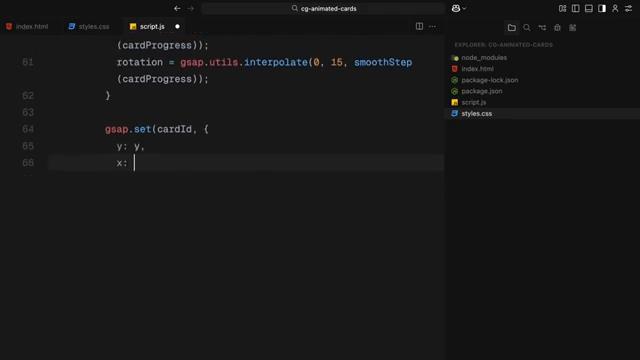 cg-animated-cards
index.html
styles.css
script.js
EXPLORER: CG-ANIMATED-CARDS
node_modules
index.html
package-lock.json
package.json
script.js
styles.css
(cardProgress));
61 rotation = gsap.utils.interpolate(0, 15, smoothStep
(cardProgress));
62 }
63
64 gsap.set(cardId, {
65 y: y,
66 x: